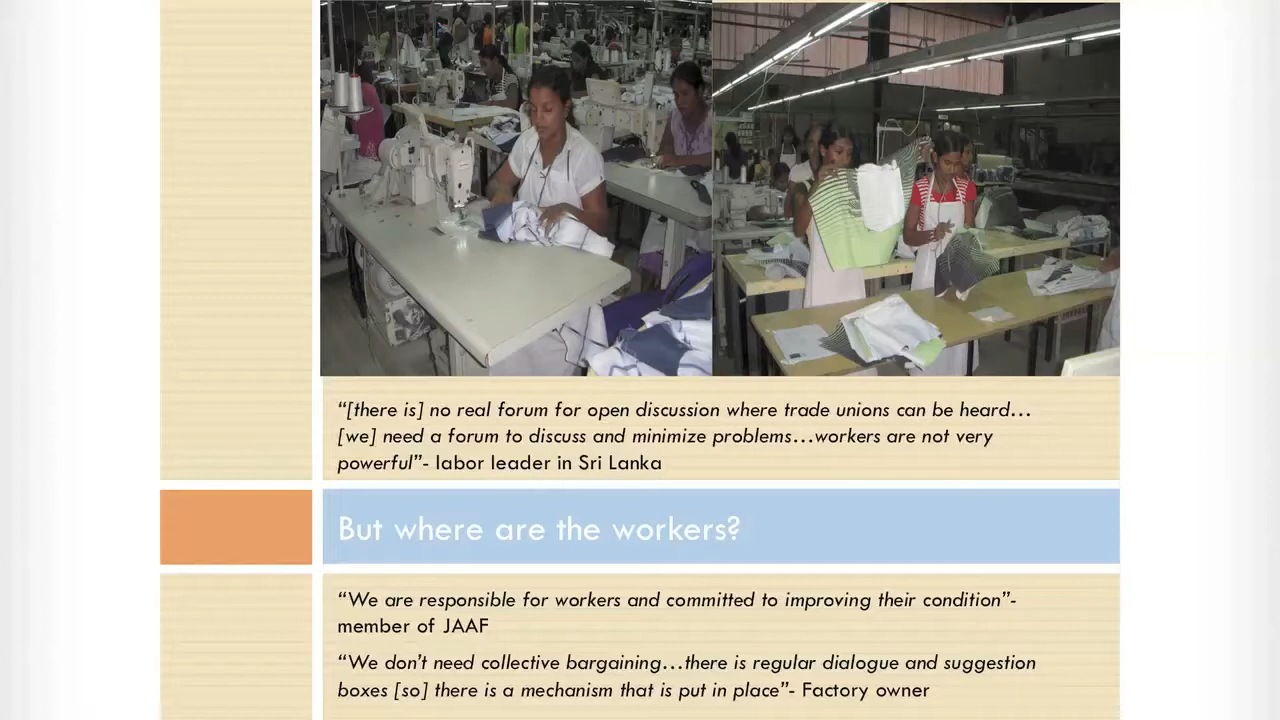 “[there is] no real forum for open discussion where trade unions can be heard…
[we] need a forum to discuss and minimize problems…workers are not very
powerful”- labor leader in Sri Lanka
But where are the workers?
“We are responsible for workers and committed to improving their condition”-
member of JAAF
“We don’t need collective bargaining…there is regular dialogue and suggestion
boxes [so] there is a mechanism that is put in place”- Factory owner